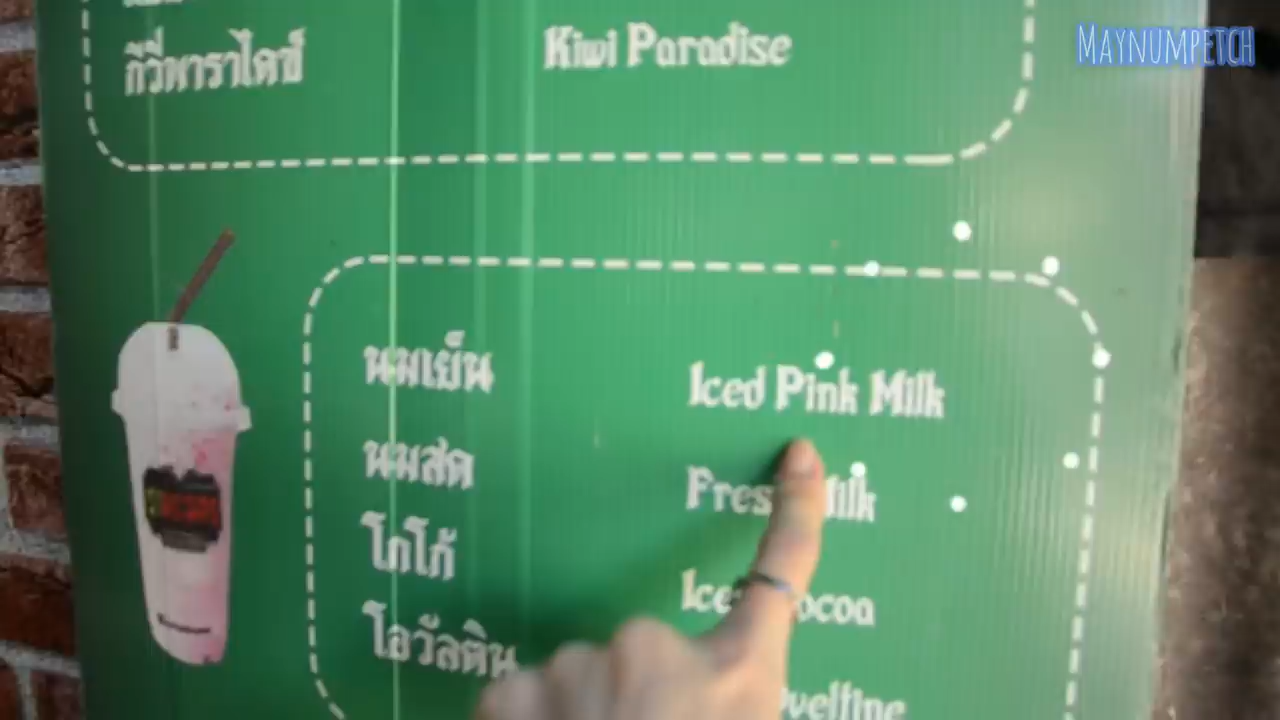 MAYNUMPETCH
กีวี่พาราไดซ์ Kiwi Paradise
นมเย็น Iced Pink Milk
นมสด
โกโก้
โอวัลติน